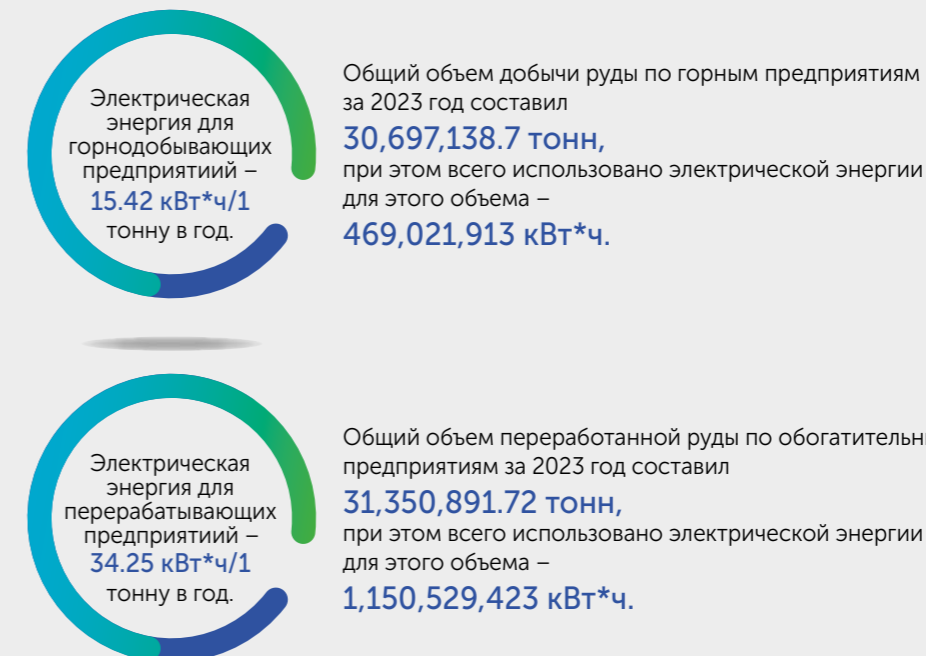 Электрическая
энергия для
горнодобывающих
предприятиий –
15.42 кВт*ч/1
тонну в год.
Общий объем добычи руды по горным предприятиям
за 2023 год составил
30,697,138.7 тонн,
при этом всего использовано электрической энергии
для этого объема –
469,021,913 кВт*ч.
Электрическая
энергия для
перерабатывающих
предприятиий –
34.25 кВт*ч/1
тонну в год.
Общий объем переработанной руды по
предприятиям за 2023 год составил
31,350,891.72 тонн,
при этом всего использовано электрической энергии
для этого объема –
1,150,529,423 кВт*ч.